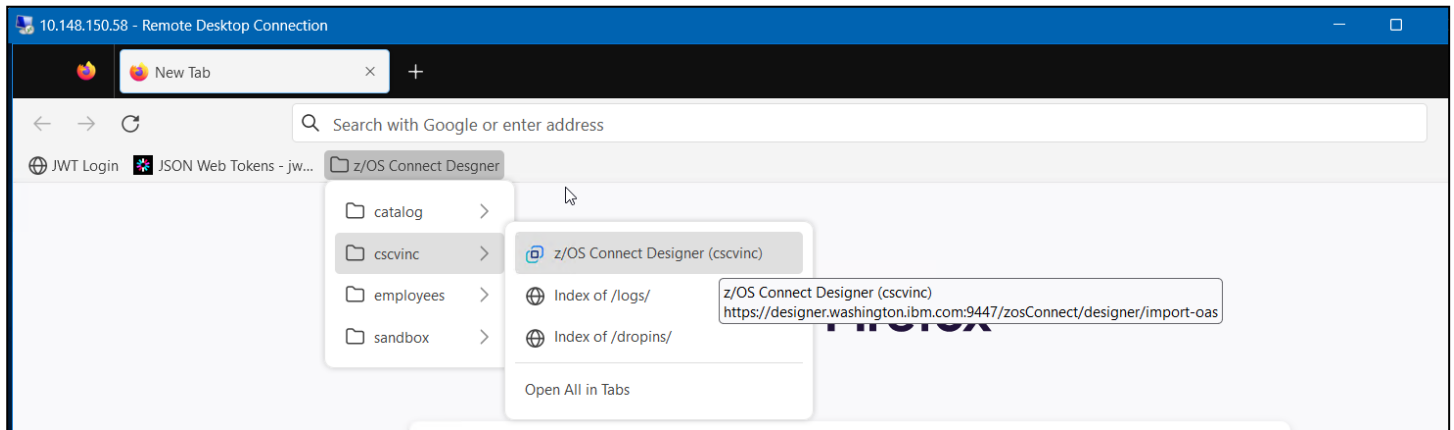 10.148.150.58 - Remote Desktop Connection
New Tab
Search with Google or enter address
JWT Login JSON Web Tokens - jw... z/OS Connect Desgner
catalog
cscvinc
z/OS Connect Designer (cscvinc)
employees
Index of /logs/
z/OS Connect Designer (cscvinc)
https://designer.washington.ibm.com:9447/zosConnect/designer/import-oas
Firefox
sandbox
Index of /dropins/
Open All in Tabs